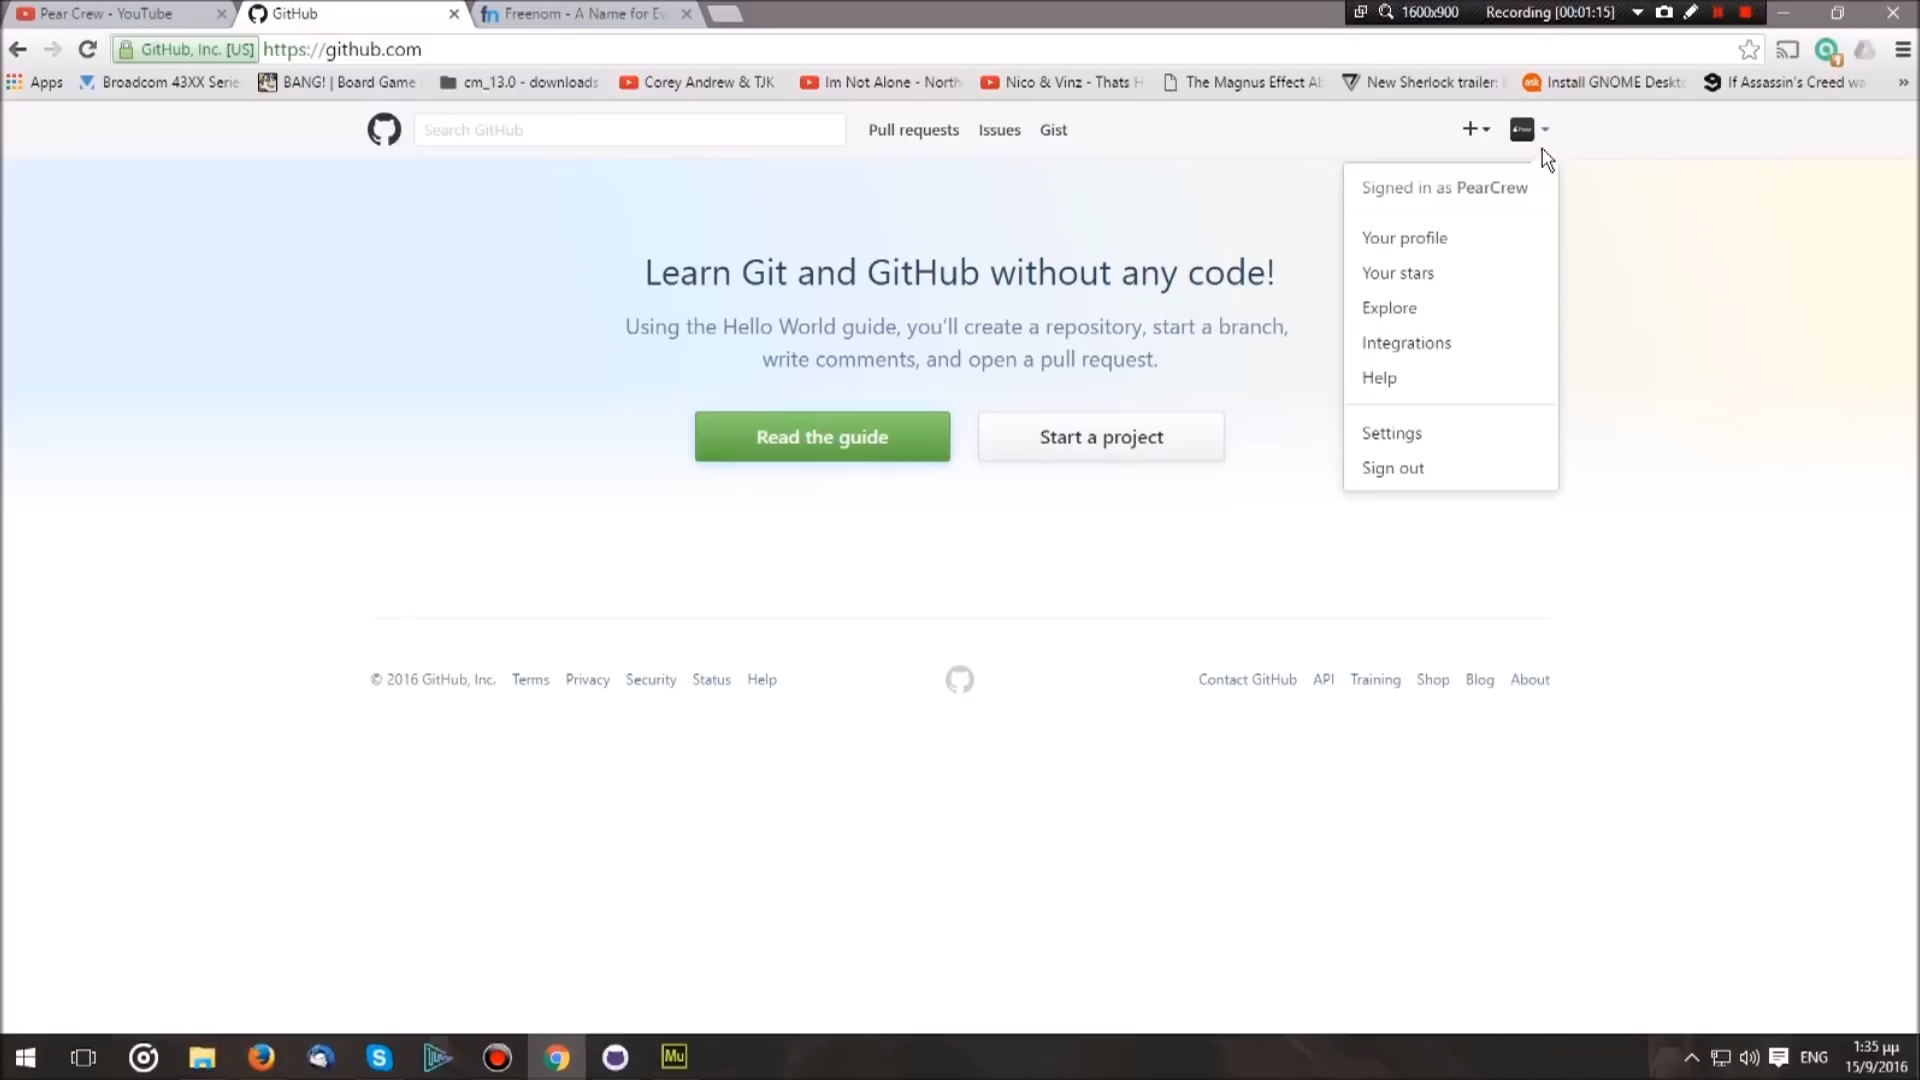 Pear Crew - YouTube
GitHub
Freenom - A Name for Ev
1600x900
Recording [00:01:15]
GitHub, Inc. [US]
https://github.com
Apps
Broadcom 43XX Serie
BANG! | Board Game
cm_13.0 - downloads
Corey Andrew & TJK
Im Not Alone - North
Nico & Vinz - Thats H
The Magnus Effect Al
New Sherlock trailer:
ask
Install GNOME Deskto
If Assassin's Creed wa
»
Search GitHub
Pull requests
Issues
Gist
Signed in as PearCrew
Your profile
Your stars
Explore
Integrations
Help
Settings
Sign out
Learn Git and GitHub without any code!
Using the Hello World guide, you'll create a repository, start a branch,
write comments, and open a pull request.
Read the guide
Start a project
© 2016 GitHub, Inc.
Terms
Privacy
Security
Status
Help
Contact GitHub
API
Training
Shop
Blog
About
Mu
ENG
1:35 μμ
15/9/2016